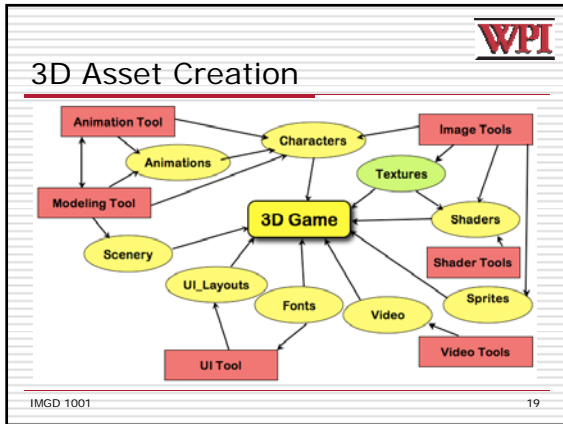 WPI
3D Asset Creation
Animation Tool
Characters
Image Tools
Animations
Textures
Modeling Tool
3D Game
Shaders
Scenery
Shader Tools
UI_Layouts
Fonts
Video
Sprites
UI Tool
Video Tools
IMGD 1001
19